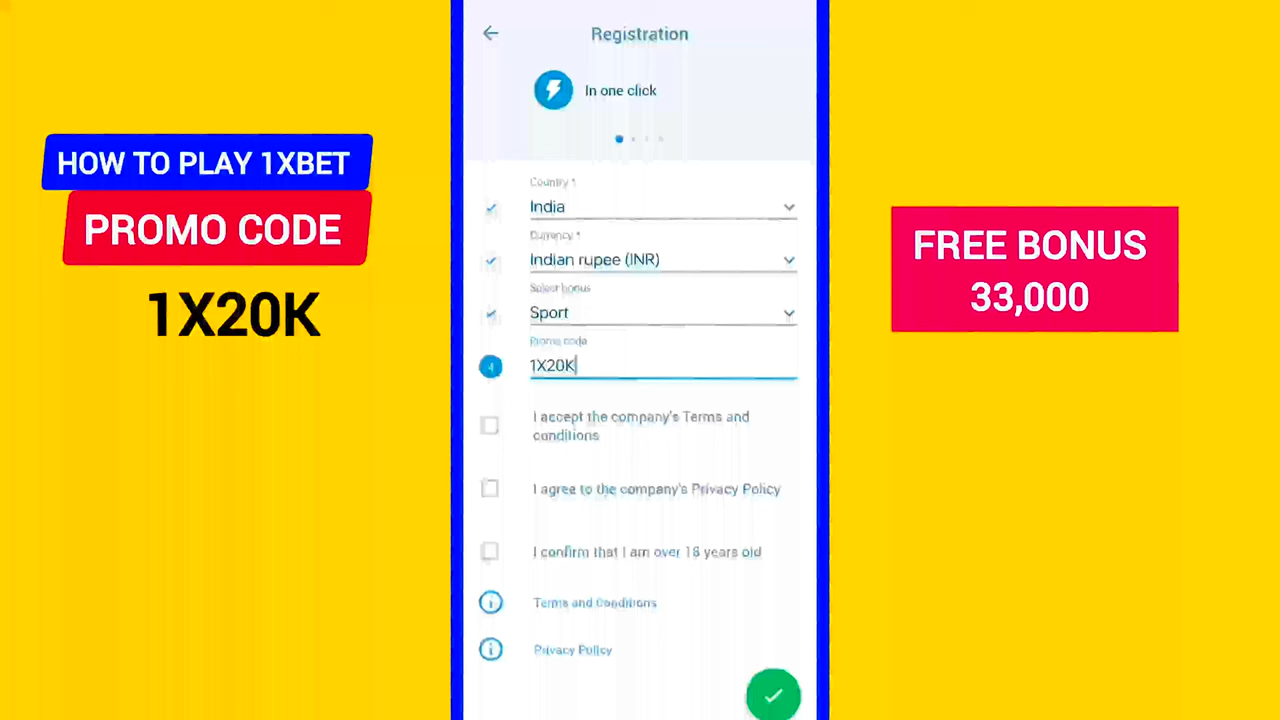 HOW TO PLAY 1XBET
PROMO CODE
1X20K
Registration
In one click
Country *
India
Currency *
Indian rupee (INR)
Select bonus
Sport
Promo code
4
1X20K
I accept the company's Terms and
conditions
I agree to the company's Privacy Policy
I confirm that I am over 18 years old
Terms and Conditions
Privacy Policy
FREE BONUS
33,000